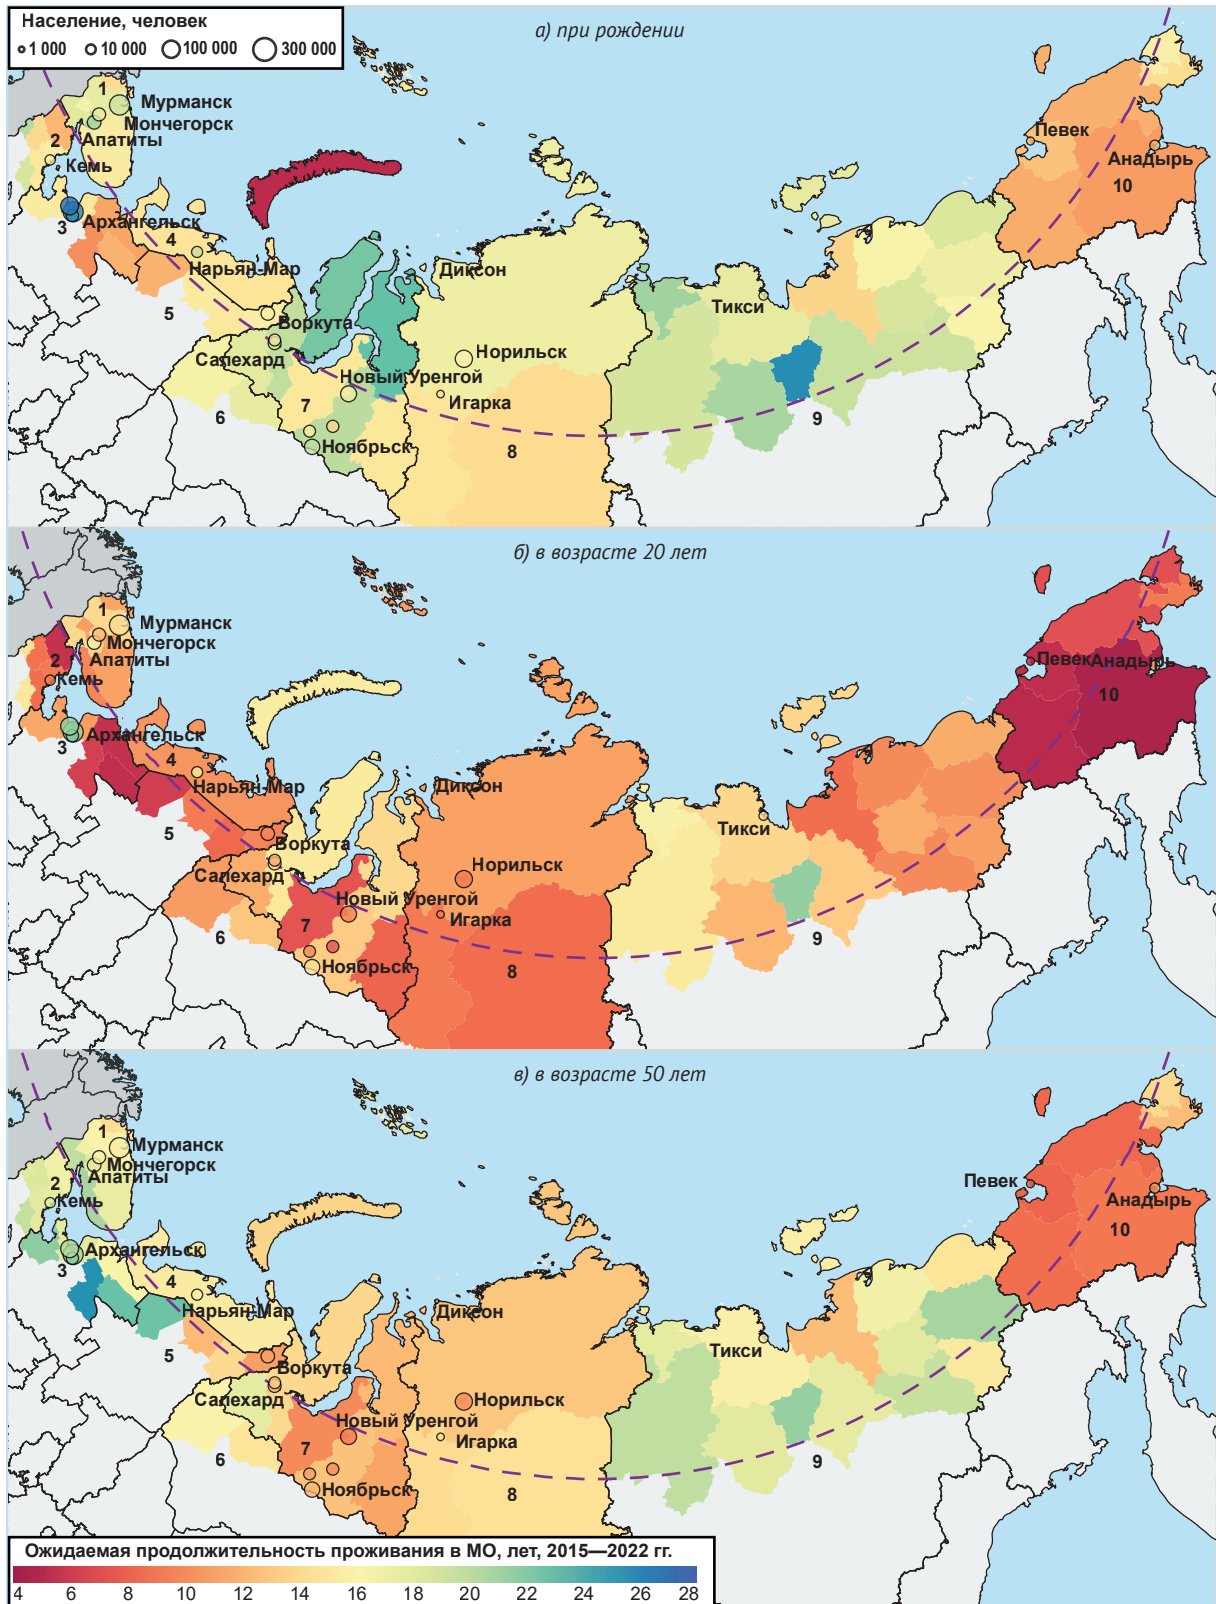 Население, человек
1 000 10 000 100 000 300 000
а) при рождении
1
Мурманск
Мончегорск
2
Апатиты
Кемь
3
Архангельск
4
Нарьян-Мар
5
Воркута
Салехард
6
7
Новый Уренгой
Ноябрьск
Диксон
Норильск
Игарка
8
Тикси
9
Певек
Анадырь
10
б) в возрасте 20 лет
1
Мурманск
Мончегорск
2
Апатиты
Кемь
3
Архангельск
4
Нарьян-Мар
5
Воркута
Салехард
6
7
Новый Уренгой
Ноябрьск
Диксон
Норильск
Игарка
8
Тикси
9
Певек
Анадырь
10
в) в возрасте 50 лет
1
Мурманск
Мончегорск
2
Апатиты
Кемь
3
Архангельск
4
Нарьян-Мар
5
Воркута
Салехард
6
7
Новый Уренгой
Ноябрьск
Диксон
Норильск
Игарка
8
Тикси
9
Певек
Анадырь
10
Ожидаемая продолжительность проживания в МО, лет, 2015—2022 гг.
4 6 8 10 12 14 16 18 20 22 24 26 28